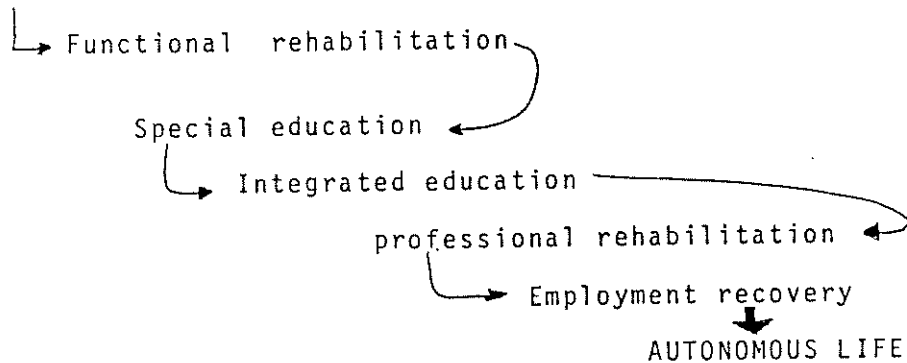 Functional rehabilitation
Special education
Integrated education
professional rehabilitation
Employment recovery
AUTONOMOUS LIFE